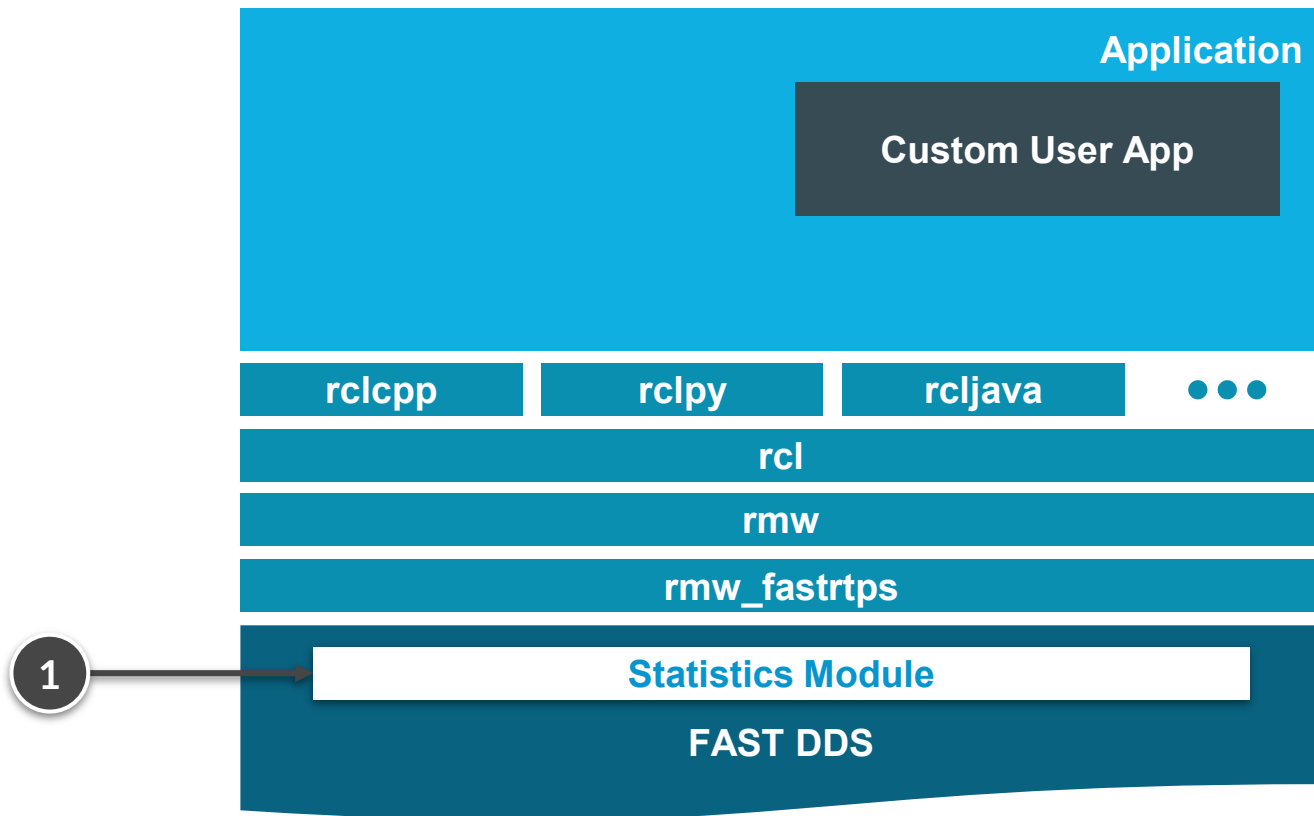 Application
Custom User App
rclcpp
rclpy
rcljava
rcl
rmw
rmw_fastrtps
1
Statistics Module
FAST DDS